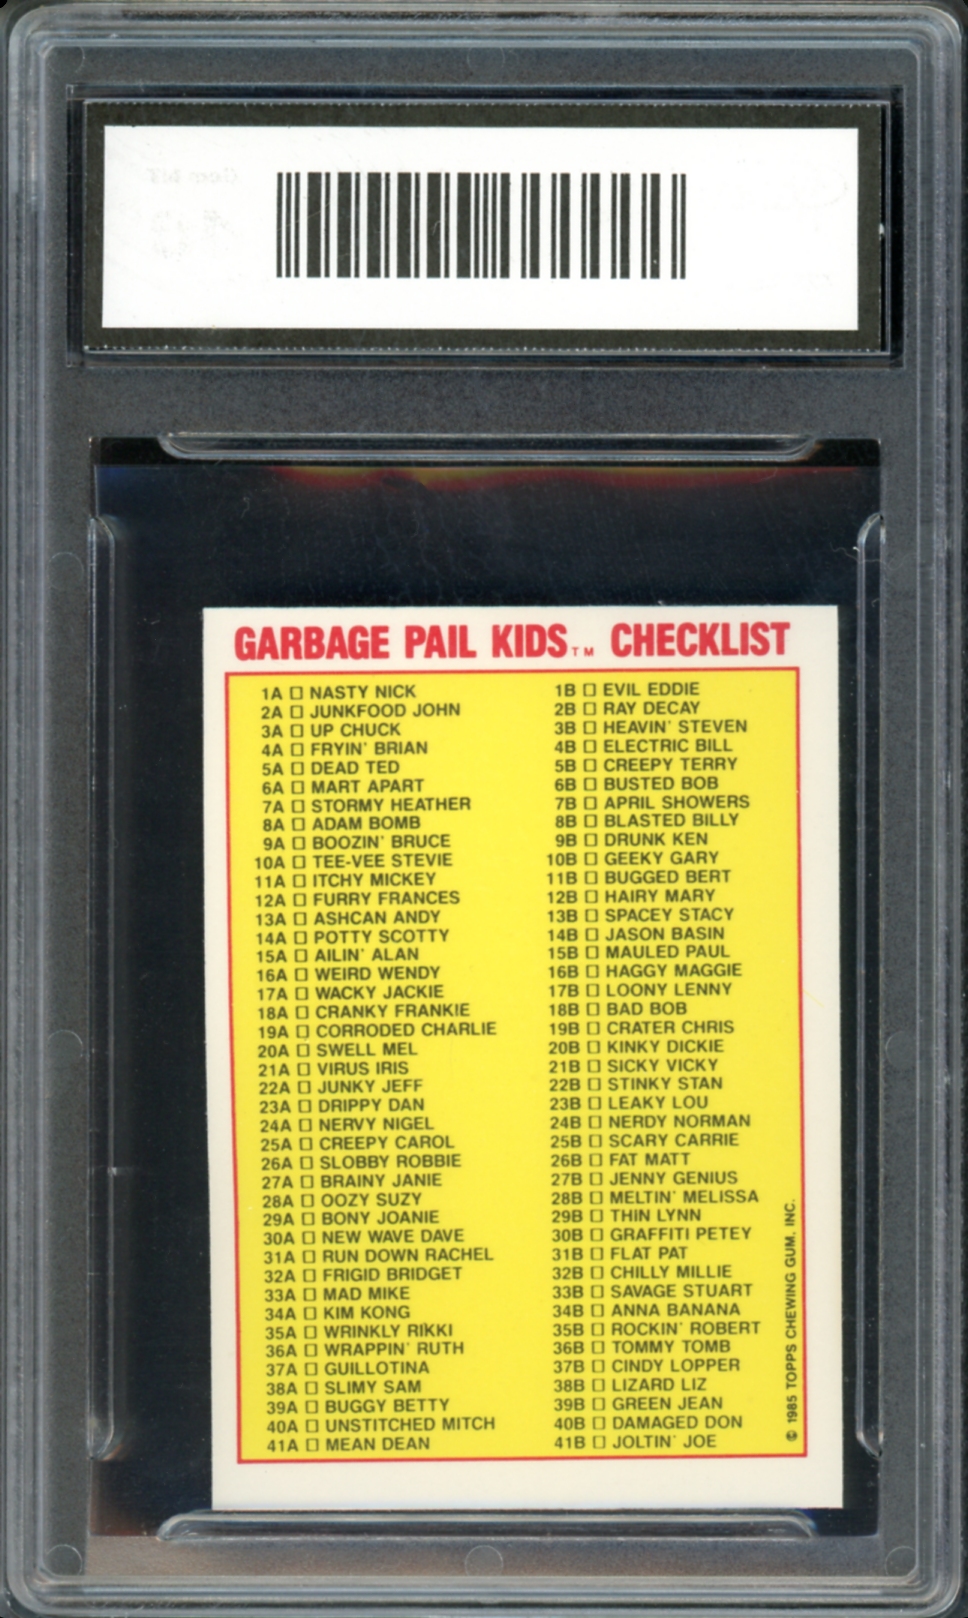 GARBAGE PAIL KIDS™ CHECKLIST
1A ☐ NASTY NICK
2A ☐ JUNKFOOD JOHN
3A ☐ UP CHUCK
4A ☐ FRYIN' BRIAN
5A ☐ DEAD TED
6A ☐ MART APART
7A ☐ STORMY HEATHER
8A ☐ ADAM BOMB
9A ☐ BOOZIN' BRUCE
10A ☐ TEE-VEE STEVIE
11A ☐ ITCHY MICKEY
12A ☐ FURRY FRANCES
13A ☐ ASHCAN ANDY
14A ☐ POTTY SCOTTY
15A ☐ AILIN' ALAN
16A ☐ WEIRD WENDY
17A ☐ WACKY JACKIE
18A ☐ CRANKY FRANKIE
19A ☐ CORRODED CHARLIE
20A ☐ SWELL MEL
21A ☐ VIRUS IRIS
22A ☐ JUNKY JEFF
23A ☐ DRIPPY DAN
24A ☐ NERVY NIGEL
25A ☐ CREEPY CAROL
26A ☐ SLOBBY ROBBIE
27A ☐ BRAINY JANIE
28A ☐ OOZY SUZY
29A ☐ BONY JOANIE
30A ☐ NEW WAVE DAVE
31A ☐ RUN DOWN RACHEL
32A ☐ FRIGID BRIDGET
33A ☐ MAD MIKE
34A ☐ KIM KONG
35A ☐ WRINKLY RIKKI
36A ☐ WRAPPIN' RUTH
37A ☐ GUILLOTINA
38A ☐ SLIMY SAM
39A ☐ BUGGY BETTY
40A ☐ UNSTITCHED MITCH
41A ☐ MEAN DEAN
1B ☐ EVIL EDDIE
2B ☐ RAY DECAY
3B ☐ HEAVIN' STEVEN
4B ☐ ELECTRIC BILL
5B ☐ CREEPY TERRY
6B ☐ BUSTED BOB
7B ☐ APRIL SHOWERS
8B ☐ BLASTED BILLY
9B ☐ DRUNK KEN
10B ☐ GEEKY GARY
11B ☐ BUGGED BERT
12B ☐ HAIRY MARY
13B ☐ SPACEY STACY
14B ☐ JASON BASIN
15B ☐ MAULED PAUL
16B ☐ HAGGY MAGGIE
17B ☐ LOONY LENNY
18B ☐ BAD BOB
19B ☐ CRATER CHRIS
20B ☐ KINKY DICKIE
21B ☐ SICKY VICKY
22B ☐ STINKY STAN
23B ☐ LEAKY LOU
24B ☐ NERDY NORMAN
25B ☐ SCARY CARRIE
26B ☐ FAT MATT
27B ☐ JENNY GENIUS
28B ☐ MELTIN' MELISSA
29B ☐ THIN LYNN
30B ☐ GRAFFITI PETEY
31B ☐ FLAT PAT
32B ☐ CHILLY MILLIE
33B ☐ SAVAGE STUART
34B ☐ ANNA BANANA
35B ☐ ROCKIN' ROBERT
36B ☐ TOMMY TOMB
37B ☐ CINDY LOPPER
38B ☐ LIZARD LIZ
39B ☐ GREEN JEAN
40B ☐ DAMAGED DON
41B ☐ JOLTIN' JOE
© 1985 TOPPS CHEWING GUM, INC.